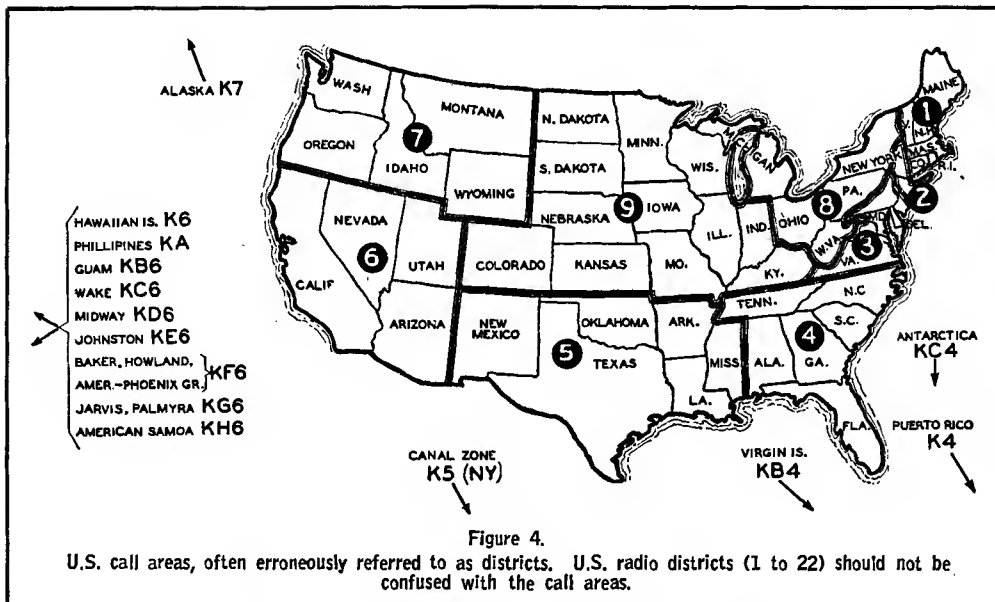 ALASKA K7
WASH
OREGON
MONTANA
7
IDAHO
WYOMING
N. DAKOTA
S. DAKOTA
MINN.
WIS.
MICHIGAN
NEBRASKA
9
IOWA
ILL.
IND.
OHIO
8
PA.
NEW YORK
MAINE
1
V.
N.H.
MAS.
R.I.
2
DEL.
MD.
3
W.VA.
VA.
KY.
NEVADA
6
UTAH
CALIF
ARIZONA
COLORADO
KANSAS
MO.
NEW
MEXICO
5
OKLAHOMA
TEXAS
ARK.
LA.
MISS.
TENN.
N.C
S.C.
4
ALA.
GA.
FLA.
HAWAIIAN IS. K6
PHILLIPINES KA
GUAM KB6
WAKE KC6
MIDWAY KD6
JOHNSTON KE6
BAKER, HOWLAND,
AMER.-PHOENIX GR.} KF6
JARVIS, PALMYRA KG6
AMERICAN SAMOA KH6
CANAL ZONE
K5 (NY)
VIRGIN IS.
KB4
ANTARCTICA
KC4
PUERTO RICO
K4
Figure 4.
U.S. call areas, often erroneously referred to as districts. U.S. radio districts (1 to 22) should not be
confused with the call areas.